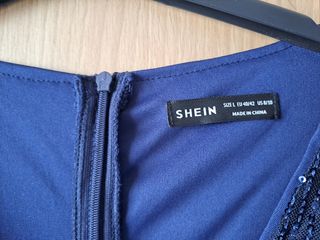 SHEIN
SIZE L EU 40/42 US 8/10
MADE IN CHINA